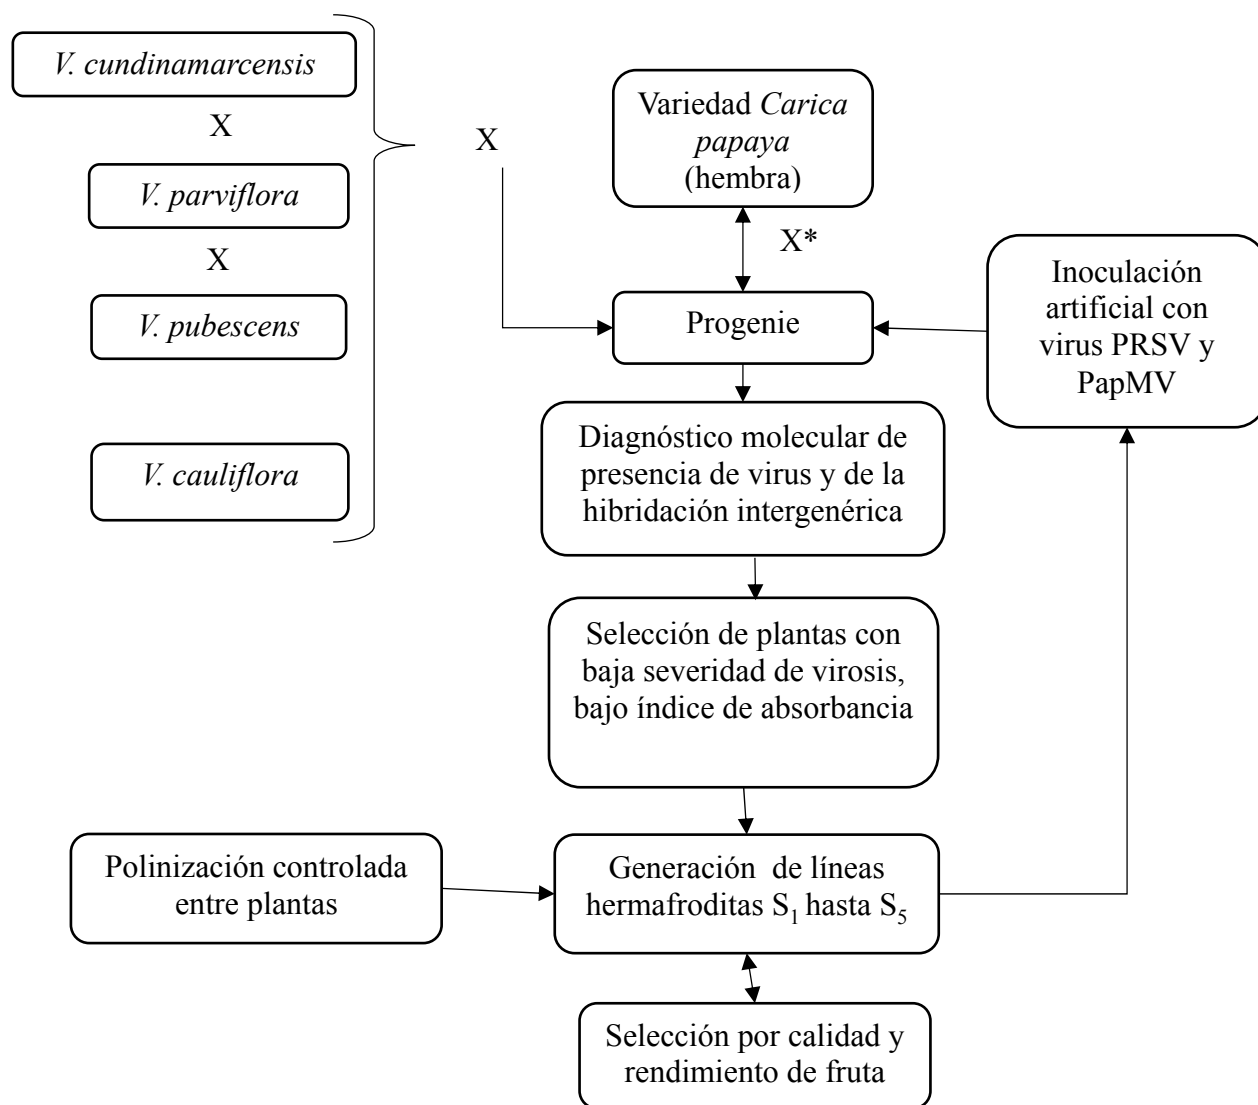 V. cundinamarcensis
X
V. parviflora
X
V. pubescens
V. cauliflora
X
Variedad Carica
papaya
(hembra)
X*
Progenie
Inoculación
artificial con
virus PRSV y
PapMV
Diagnóstico molecular de
presencia de virus y de la
hibridación intergenérica
Selección de plantas con
baja severidad de virosis,
bajo índice de absorbancia
Polinización controlada
entre plantas
Generación de líneas
hermafroditas S₁ hasta S₅
Selección por calidad y
rendimiento de fruta